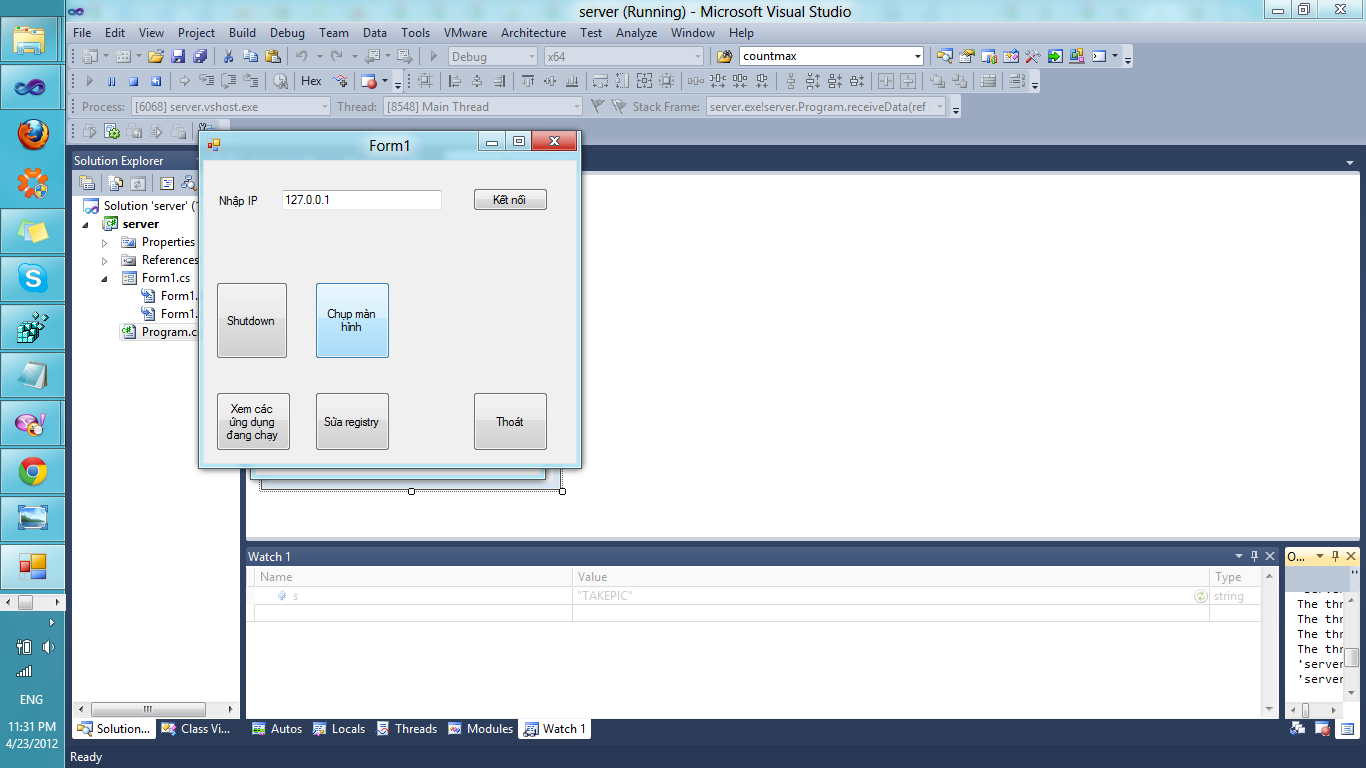 server (Running) - Microsoft Visual Studio
File Edit View Project Build Debug Team Data Tools VMware Architecture Test Analyze Window Help
Debug x64 countmax
Hex
Process: [6068] server.vshost.exe Thread: [8548] Main Thread Stack Frame: server.exe!server.Program.receiveData(ref
Form1
Solution Explorer
Solution 'server' (
server
Properties
References
Form1.cs
Form1.
Form1.
Program.c
Nhập IP 127.0.0.1 Kết nối
Shutdown
Chụp màn
hình
Xem các
ứng dụng
đang chạy
Sửa registry
Thoát
Watch 1
Name Value Type
s "TAKEPIC" string
O...
The thr
The thr
The thr
The thr
'server
'server
Solution... Class Vi... Autos Locals Threads Modules Watch 1
Ready
ENG
11:31 PM
4/23/2012